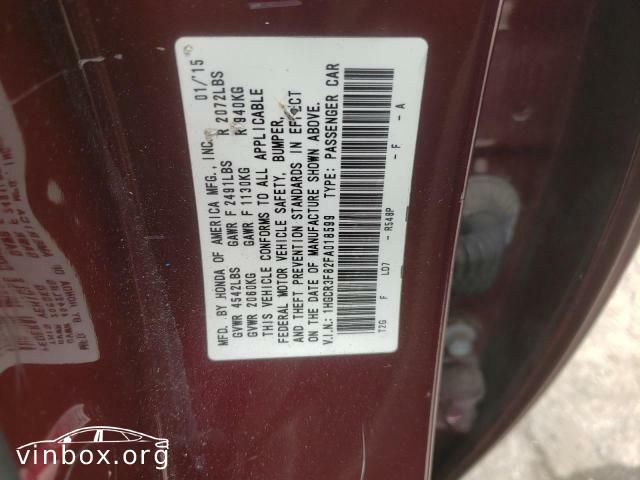 MFD. BY HONDA OF AMERICA MFG., INC. 01/'15
GVWR 4542LBS GAWR F 2491LBS R 2072LBS
GVWR 2060KG GAWR F 1130KG R 940KG
THIS VEHICLE CONFORMS TO ALL APPLICABLE
FEDERAL MOTOR VEHICLE SAFETY, BUMPER,
AND THEFT PREVENTION STANDARDS IN EFFECT
ON THE DATE OF MANUFACTURE SHOWN ABOVE.
V.I.N.: 1HGCR3F82FA018599 TYPE: PASSENGER CAR
T2G F LD7 - R548P - F - A
vinbox.org